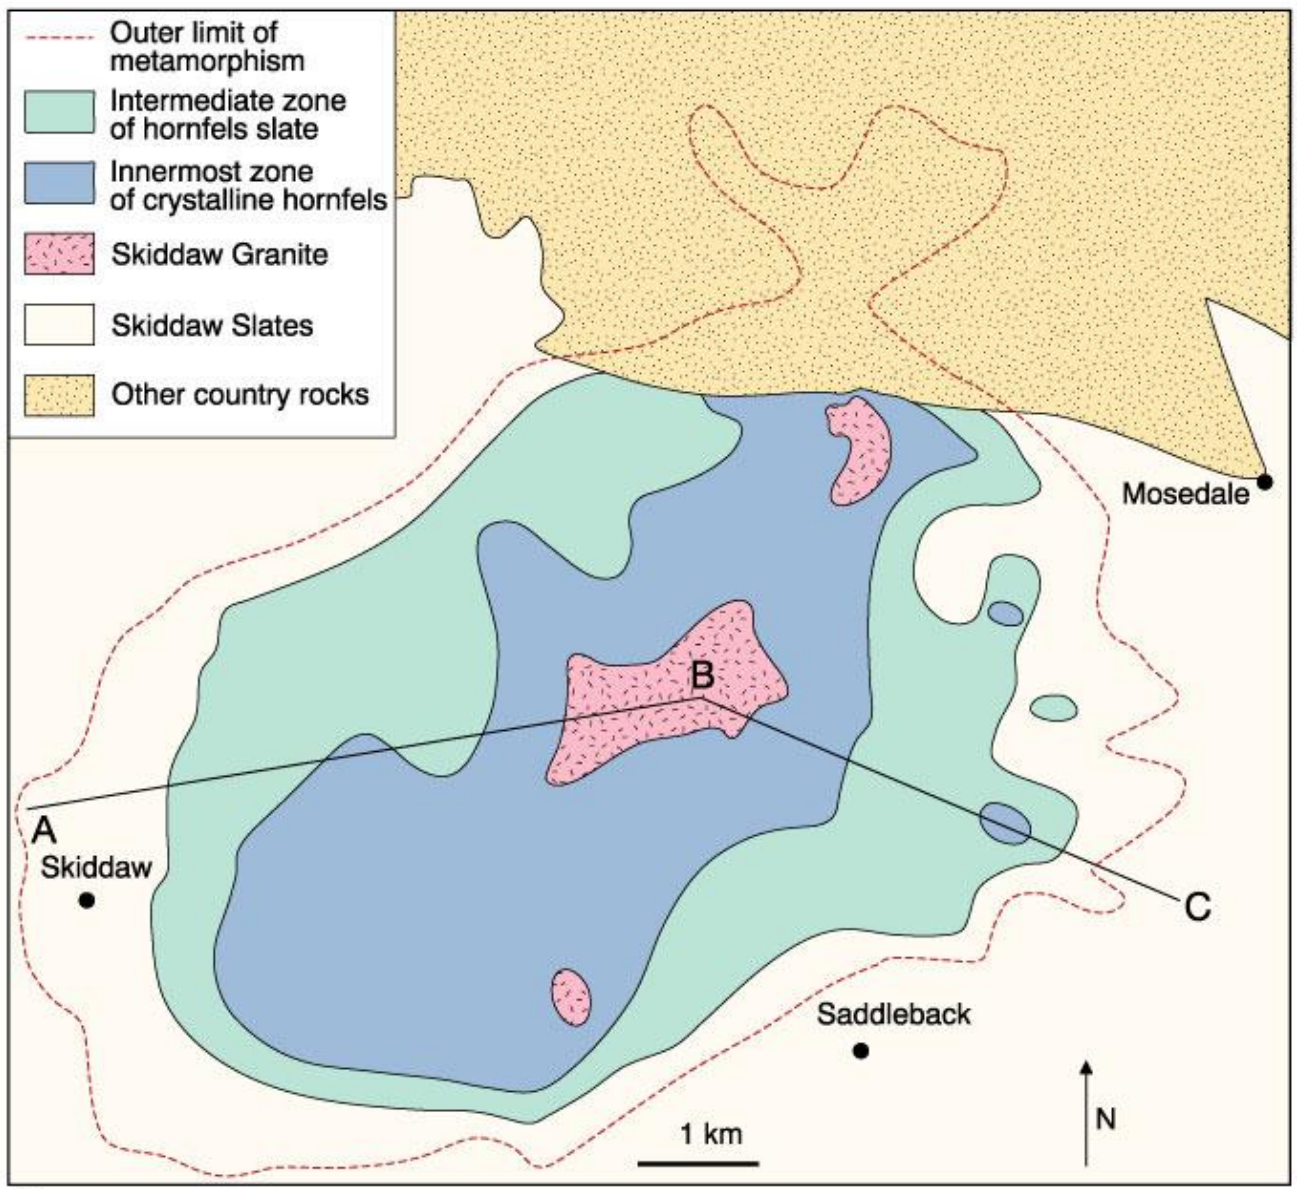 Outer limit of
metamorphism
Intermediate zone
of hornfels slate
Innermost zone
of crystalline hornfels
Skiddaw Granite
Skiddaw Slates
Other country rocks
Mosedale
B
A
Skiddaw
C
Saddleback
1 km
N